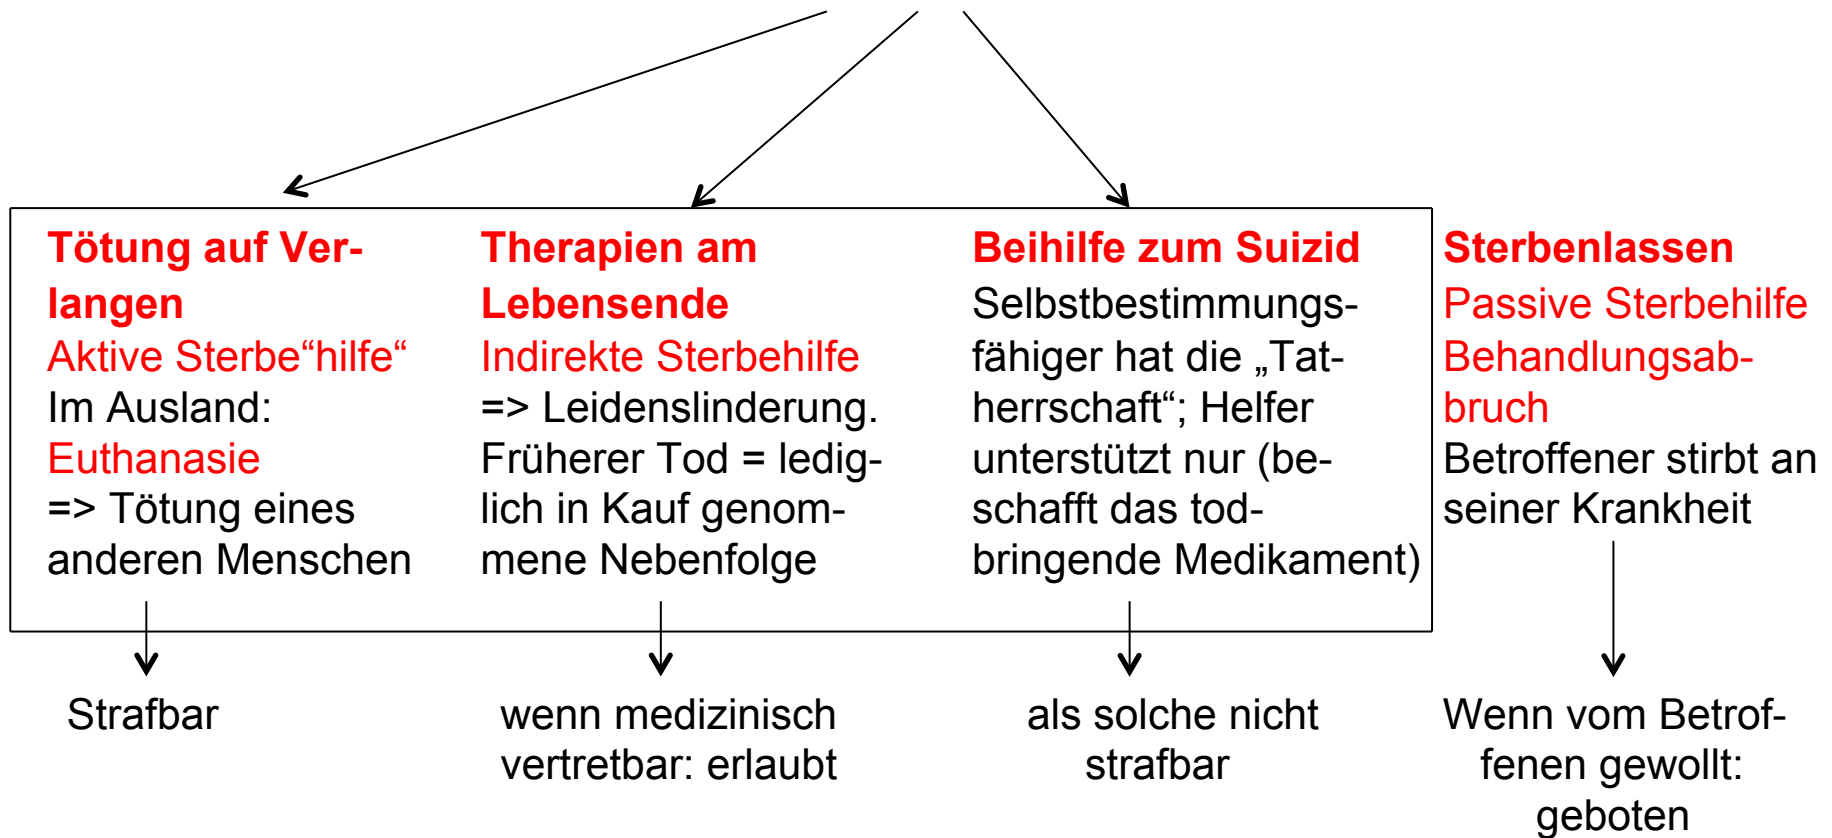 Tötung auf Ver-
langen
Aktive Sterbe“hilfe“
Im Ausland:
Euthanasie
=> Tötung eines
anderen Menschen
Strafbar
Therapien am
Lebensende
Indirekte Sterbehilfe
=> Leidenslinderung.
Früherer Tod = ledig-
lich in Kauf genom-
mene Nebenfolge
wenn medizinisch
vertretbar: erlaubt
Beihilfe zum Suizid
Selbstbestimmungs-
fähiger hat die „Tat-
herrschaft“; Helfer
unterstützt nur (be-
schafft das tod-
bringende Medikament)
als solche nicht
strafbar
Sterbenlassen
Passive Sterbehilfe
Behandlungsab-
bruch
Betroffener stirbt an
seiner Krankheit
Wenn vom Betrof-
fenen gewollt:
geboten